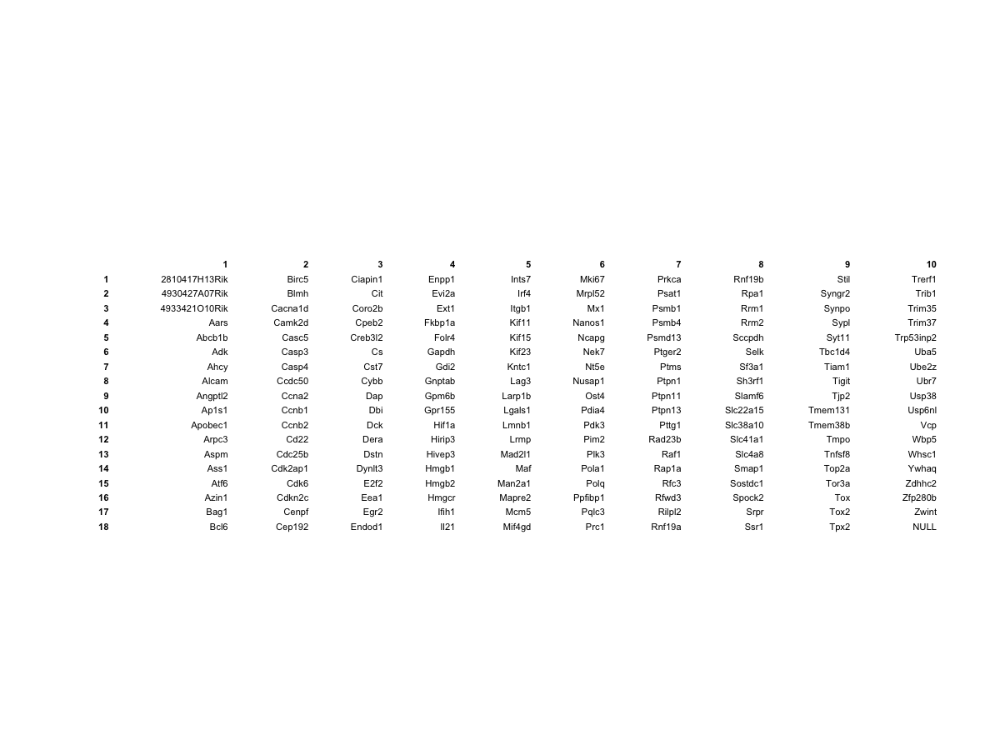 1 2 3 4 5 6 7 8 9 10
1 2810417H13Rik Birc5 Ciapin1 Enpp1 Ints7 Mki67 Prkca Rnf19b Stil Trerf1
2 4930427A07Rik Blmh Cit Evi2a Irf4 Mrpl52 Psat1 Rpa1 Syngr2 Trib1
3 4933421O10Rik Cacna1d Coro2b Ext1 Itgb1 Mx1 Psmb1 Rrm1 Synpo Trim35
4 Aars Camk2d Cpeb2 Fkbp1a Kif11 Nanos1 Psmb4 Rrm2 Sypl Trim37
5 Abcb1b Casc5 Creb3l2 Folr4 Kif15 Ncapg Psmd13 Sccpdh Syt11 Trp53inp2
6 Adk Casp3 Cs Gapdh Kif23 Nek7 Ptger2 Selk Tbc1d4 Uba5
7 Ahcy Casp4 Cst7 Gdi2 Kntc1 Nt5e Ptms Sf3a1 Tiam1 Ube2z
8 Alcam Ccdc50 Cybb Gnptab Lag3 Nusap1 Ptpn1 Sh3rf1 Tigit Ubr7
9 Angptl2 Ccna2 Dap Gpm6b Larp1b Ost4 Ptpn11 Slamf6 Tjp2 Usp38
10 Ap1s1 Ccnb1 Dbi Gpr155 Lgals1 Pdia4 Ptpn13 Slc22a15 Tmem131 Usp6nl
11 Apobec1 Ccnb2 Dck Hif1a Lmnb1 Pdk3 Pttg1 Slc38a10 Tmem38b Vcp
12 Arpc3 Cd22 Dera Hirip3 Lrmp Pim2 Rad23b Slc41a1 Tmpo Wbp5
13 Aspm Cdc25b Dstn Hivep3 Mad2l1 Plk3 Raf1 Slc4a8 Tnfsf8 Whsc1
14 Ass1 Cdk2ap1 Dynlt3 Hmgb1 Maf Pola1 Rap1a Smap1 Top2a Ywhaq
15 Atf6 Cdk6 E2f2 Hmgb2 Man2a1 Polq Rfc3 Sostdc1 Tor3a Zdhhc2
16 Azin1 Cdkn2c Eea1 Hmgcr Mapre2 Ppfibp1 Rfwd3 Spock2 Tox Zfp280b
17 Bag1 Cenpf Egr2 Ifih1 Mcm5 Pqlc3 Rilpl2 Srpr Tox2 Zwint
18 Bcl6 Cep192 Endod1 Il21 Mif4gd Prc1 Rnf19a Ssr1 Tpx2 NULL